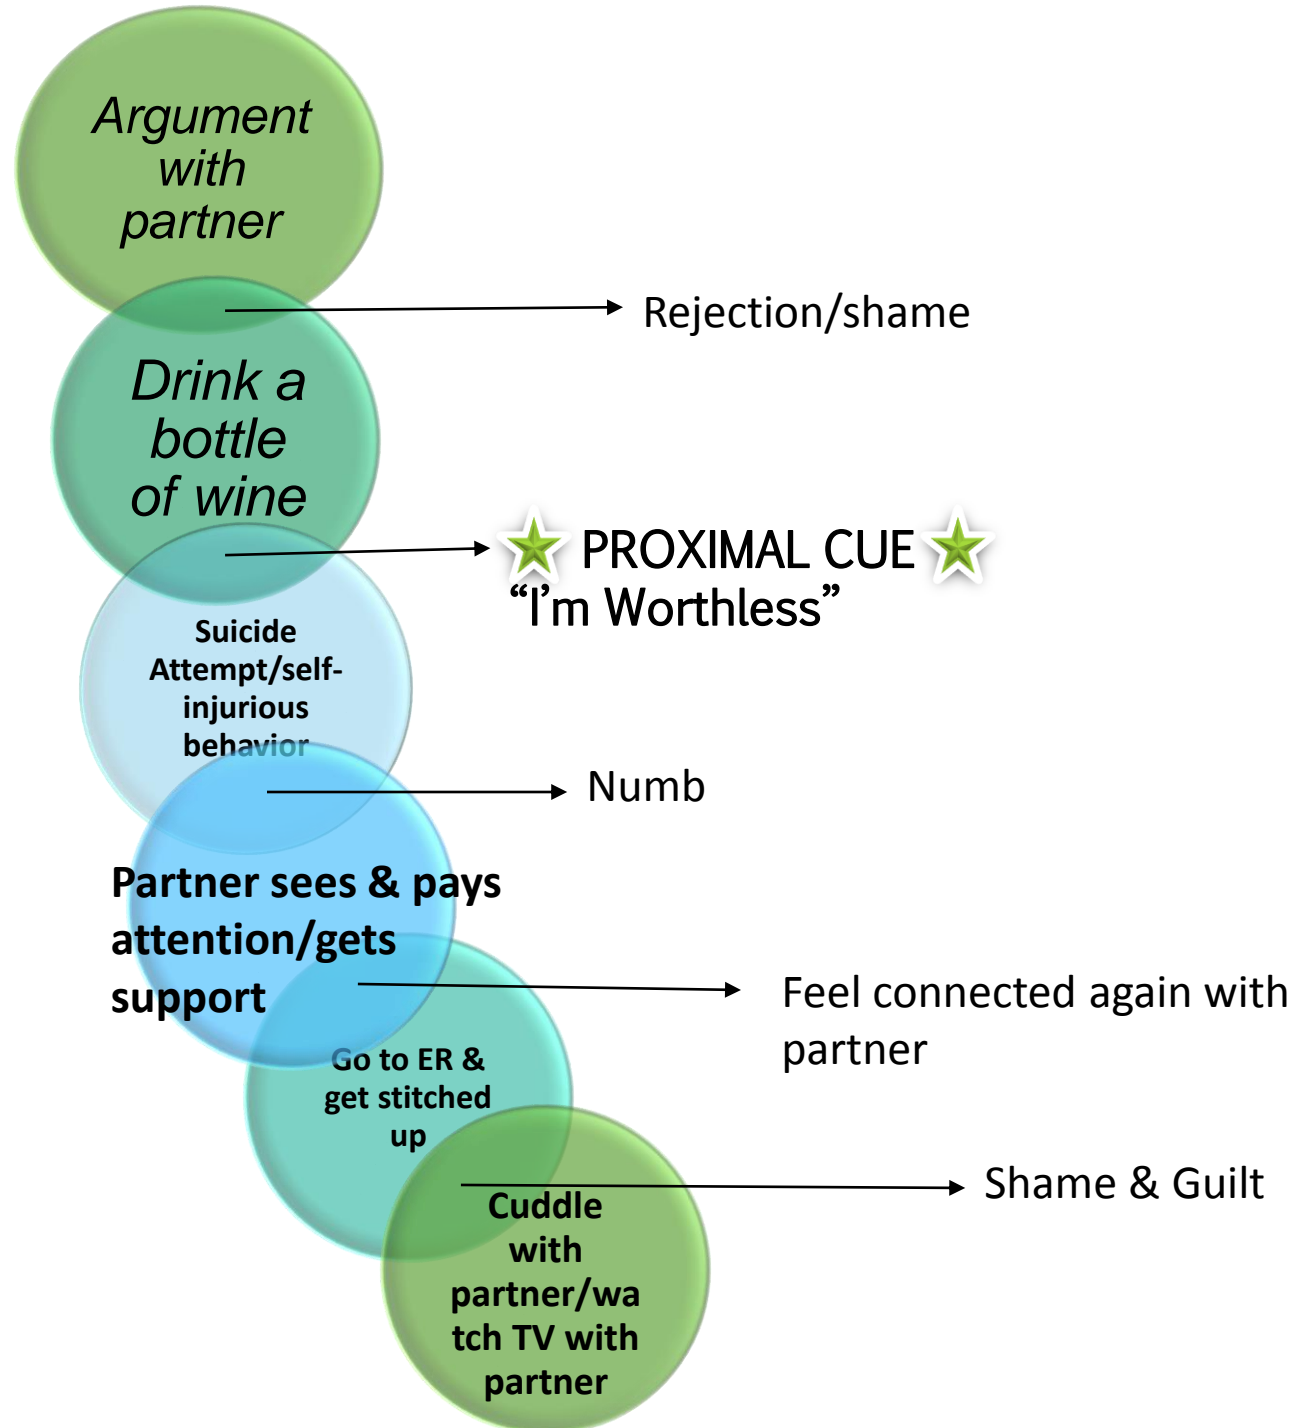 Argument
with
partner
Rejection/shame
Drink a
bottle
of wine
PROXIMAL CUE
“I’m Worthless”
Suicide
Attempt/self-
injurious
behavior
Numb
Partner sees & pays
attention/gets
support
Feel connected again with
partner
Go to ER &
get stitched
up
Shame & Guilt
Cuddle
with
partner/wa
tch TV with
partner